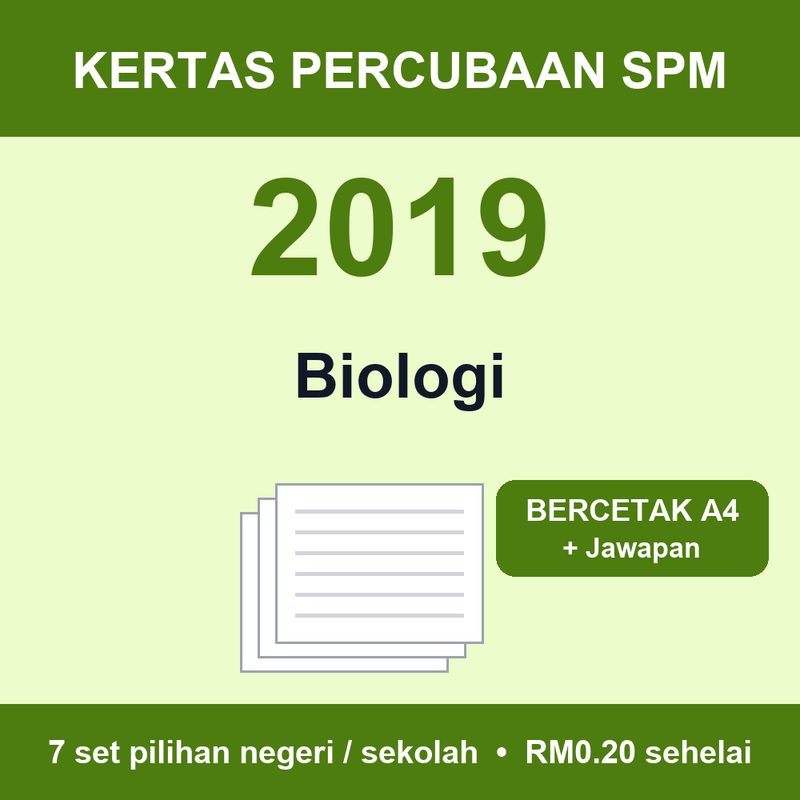 KERTAS PERCUBAAN SPM
2019
Biologi
BERCETAK A4
+ Jawapan
7 set pilihan negeri / sekolah • RM0.20 sehelai